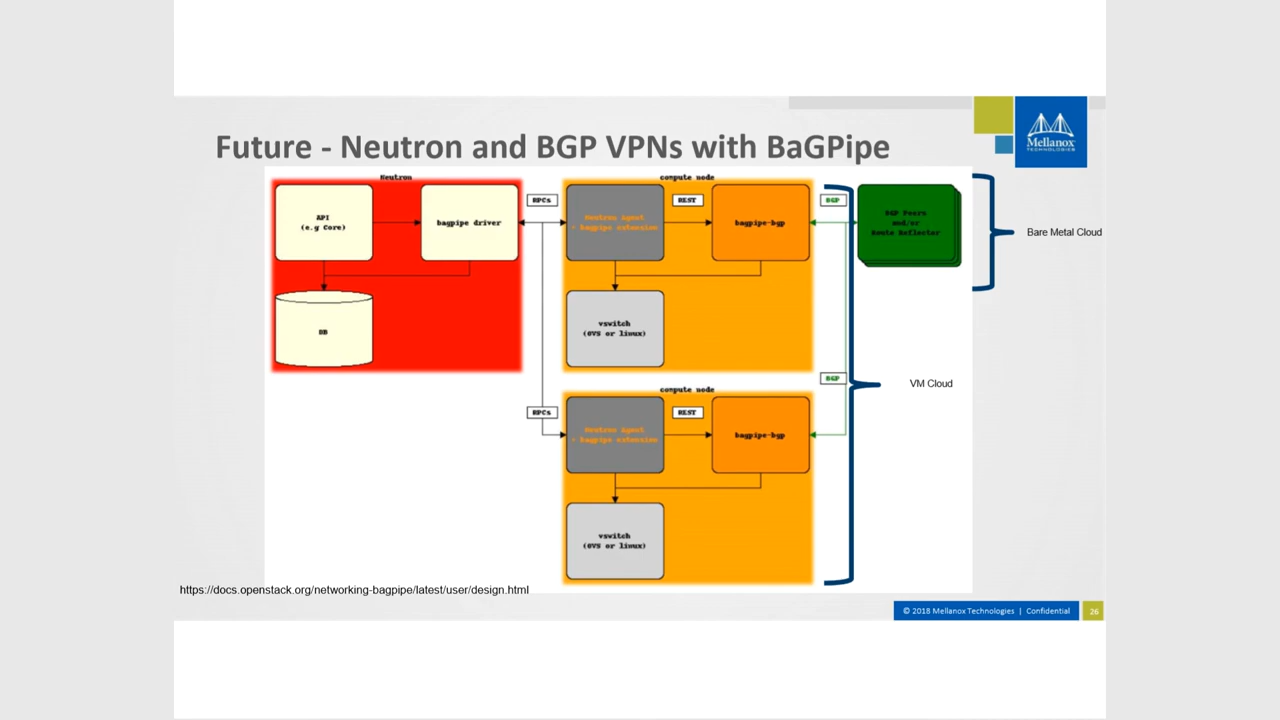 Future - Neutron and BGP VPNs with BaGPipe
Mellanox
TECHNOLOGIES
Neutron
API
(e.g Core)
bagpipe driver
DB
RPCs
compute node
Neutron Agent
+ bagpipe extension
REST
bagpipe-bgp
vswitch
(OVS or linux)
BGP
BGP Peers
and/or
Route Reflector
Bare Metal Cloud
BGP
VM Cloud
RPCs
compute node
Neutron Agent
+ bagpipe extension
REST
bagpipe-bgp
vswitch
(OVS or linux)
https://docs.openstack.org/networking-bagpipe/latest/user/design.html
© 2018 Mellanox Technologies | Confidential
26